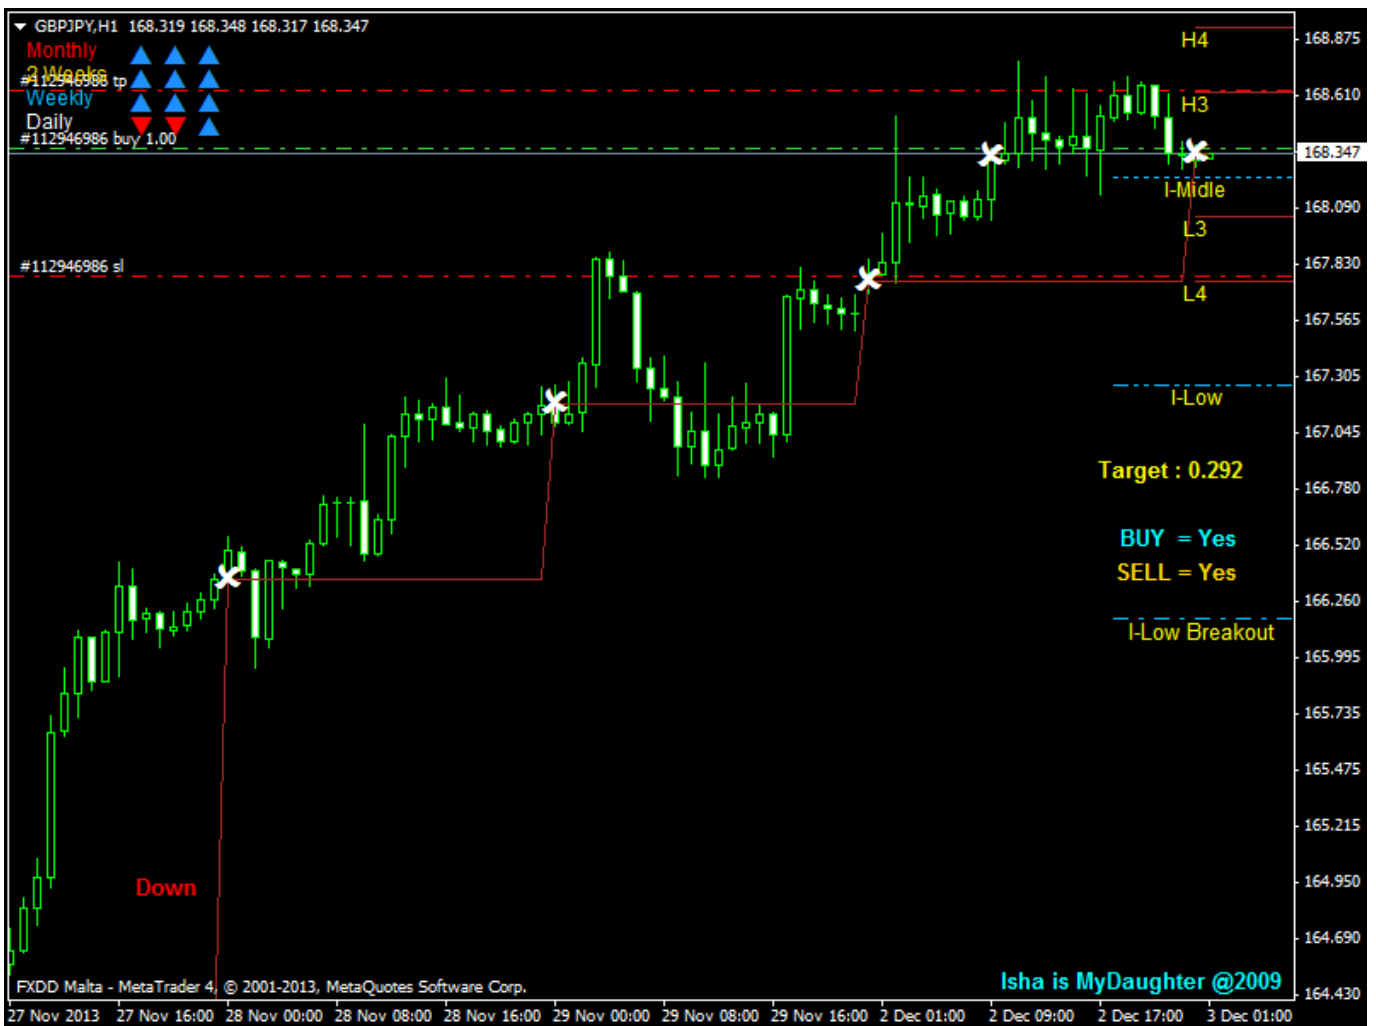 GBPJPY,H1 168.319 168.348 168.317 168.347
Monthly
2 Weeks
#112946986 tp
Weekly
Daily
#112946986 buy 1.00
#112946986 sl
H4
H3
I-Midle
L3
L4
I-Low
Target : 0.292
BUY = Yes
SELL = Yes
I-Low Breakout
Down
Isha is MyDaughter @2009
FXDD Malta - MetaTrader 4, © 2001-2013, MetaQuotes Software Corp.
168.875
168.610
168.347
168.090
167.830
167.565
167.305
167.045
166.780
166.520
166.260
165.995
165.735
165.475
165.215
164.950
164.690
164.430
27 Nov 2013 27 Nov 16:00 28 Nov 00:00 28 Nov 08:00 28 Nov 16:00 29 Nov 00:00 29 Nov 08:00 29 Nov 16:00 2 Dec 01:00 2 Dec 09:00 2 Dec 17:00 3 Dec 01:00